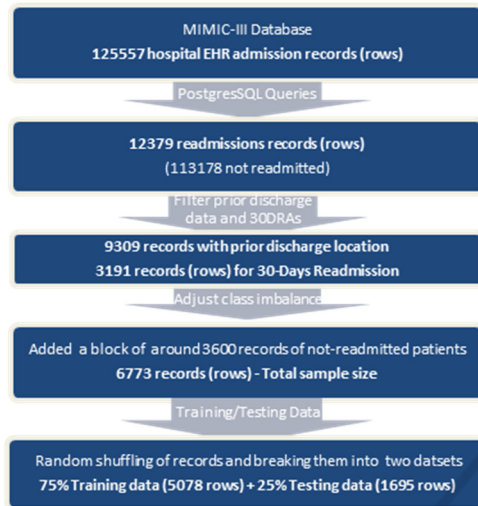 MIMIC-III Database
125557 hospital EHR admission records (rows)
PostgresSQL Queries
12379 readmissions records (rows)
(113178 not readmitted)
Filter prior discharge
data and 30DRAs
9309 records with prior discharge location
3191 records (rows) for 30-Days Readmission
Adjust class imbalance
Added a block of around 3600 records of not-readmitted patients
6773 records (rows) - Total sample size
Training/Testing Data
Random shuffling of records and breaking them into two datsets
75% Training data (5078 rows) + 25% Testing data (1695 rows)